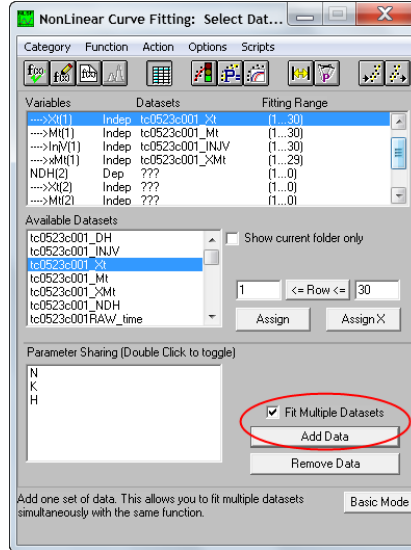 NonLinear Curve Fitting: Select Dat...
Category Function Action Options Scripts
Variables Datasets Fitting Range
---->Xt(1) Indep tc0523c001_Xt (1...30)
---->Mt(1) Indep tc0523c001_Mt (1...30)
---->InjV(1) Indep tc0523c001_INJV (1...30)
---->xMt(1) Indep tc0523c001_XMt (1...29)
NDH(2) Dep ??? (1...0)
---->Xt(2) Indep ??? (1...0)
---->Mt(2) Indep ??? (1...0)
Available Datasets
tc0523c001_DH
tc0523c001_INJV
tc0523c001_Xt
tc0523c001_Mt
tc0523c001_XMt
tc0523c001_NDH
tc0523c001RAW_time
Show current folder only
1 <= Row <= 30
Assign Assign X
Parameter Sharing (Double Click to toggle)
N
K
H
Fit Multiple Datasets
Add Data
Remove Data
Add one set of data. This allows you to fit multiple datasets
simultaneously with the same function.
Basic Mode